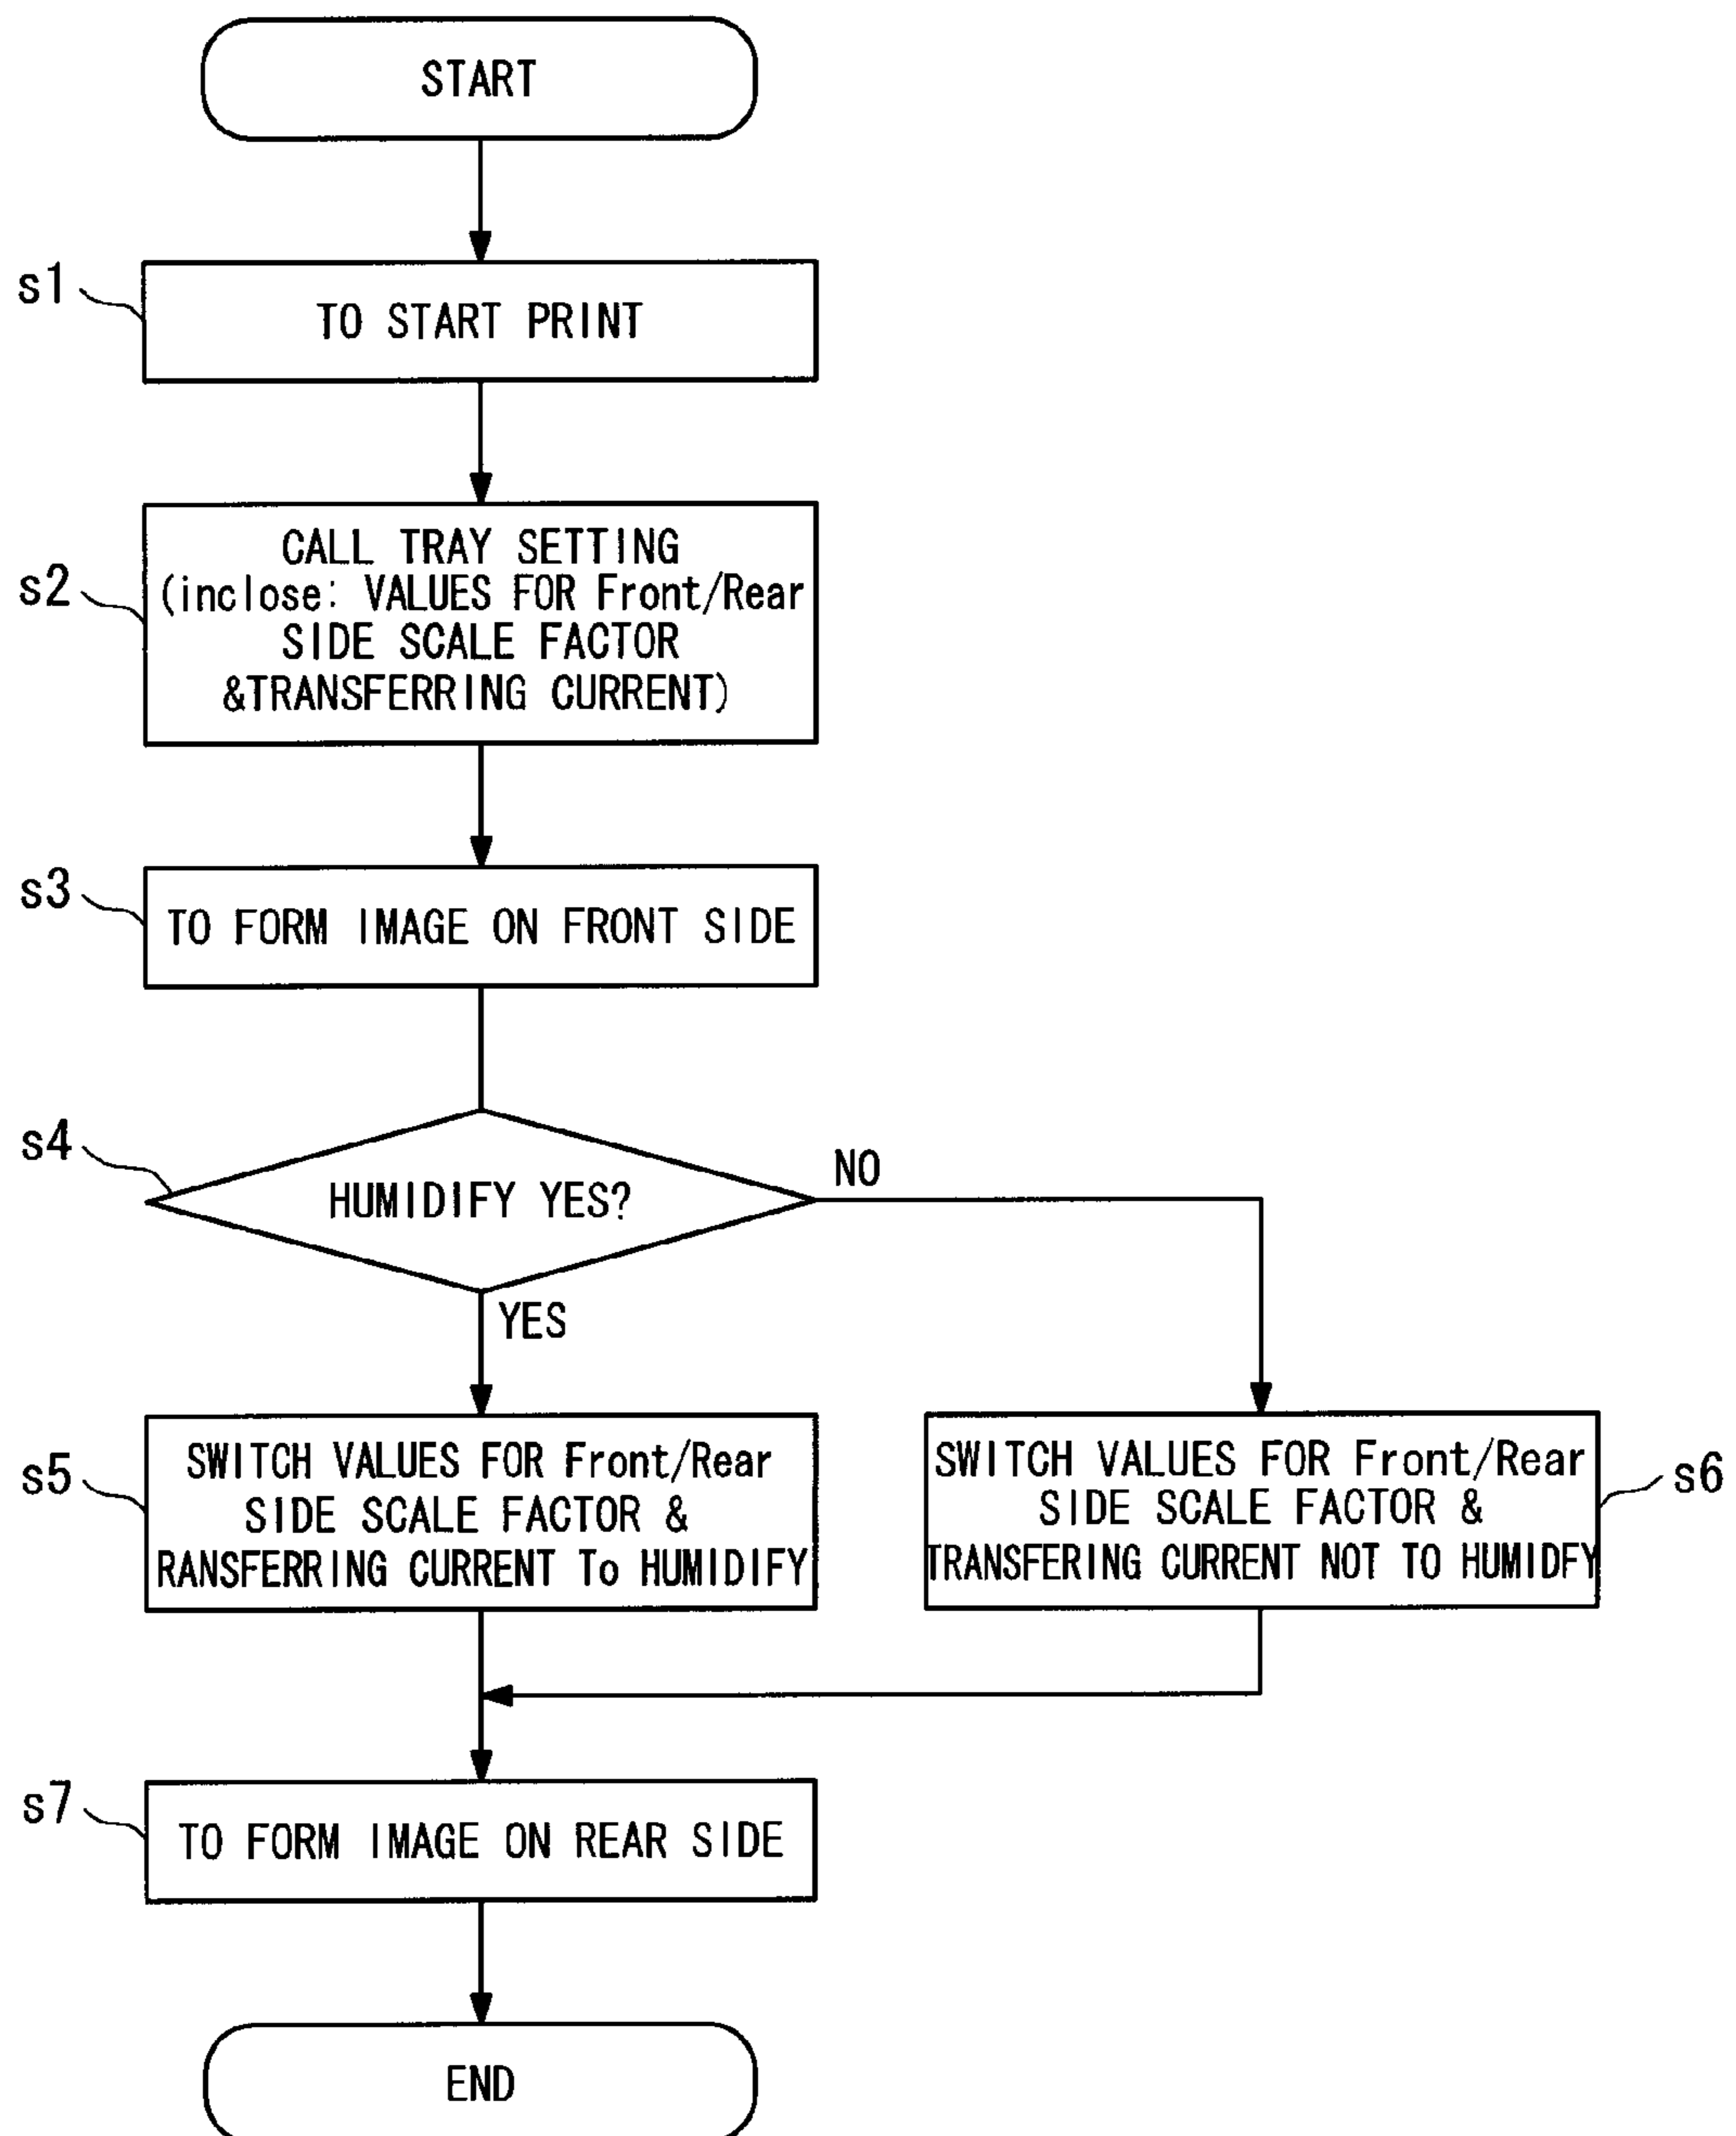 START
s1
TO START PRINT
s2
CALL TRAY SETTING
(inclose: VALUES FOR Front/Rear
SIDE SCALE FACTOR
&TRANSFERRING CURRENT)
s3
TO FORM IMAGE ON FRONT SIDE
s4
HUMIDIFY YES?
NO
YES
s5
SWITCH VALUES FOR Front/Rear
SIDE SCALE FACTOR &
RANSFERRING CURRENT To HUMIDIFY
SWITCH VALUES FOR Front/Rear
SIDE SCALE FACTOR &
TRANSFERING CURRENT NOT TO HUMIDFY
s6
s7
TO FORM IMAGE ON REAR SIDE
END